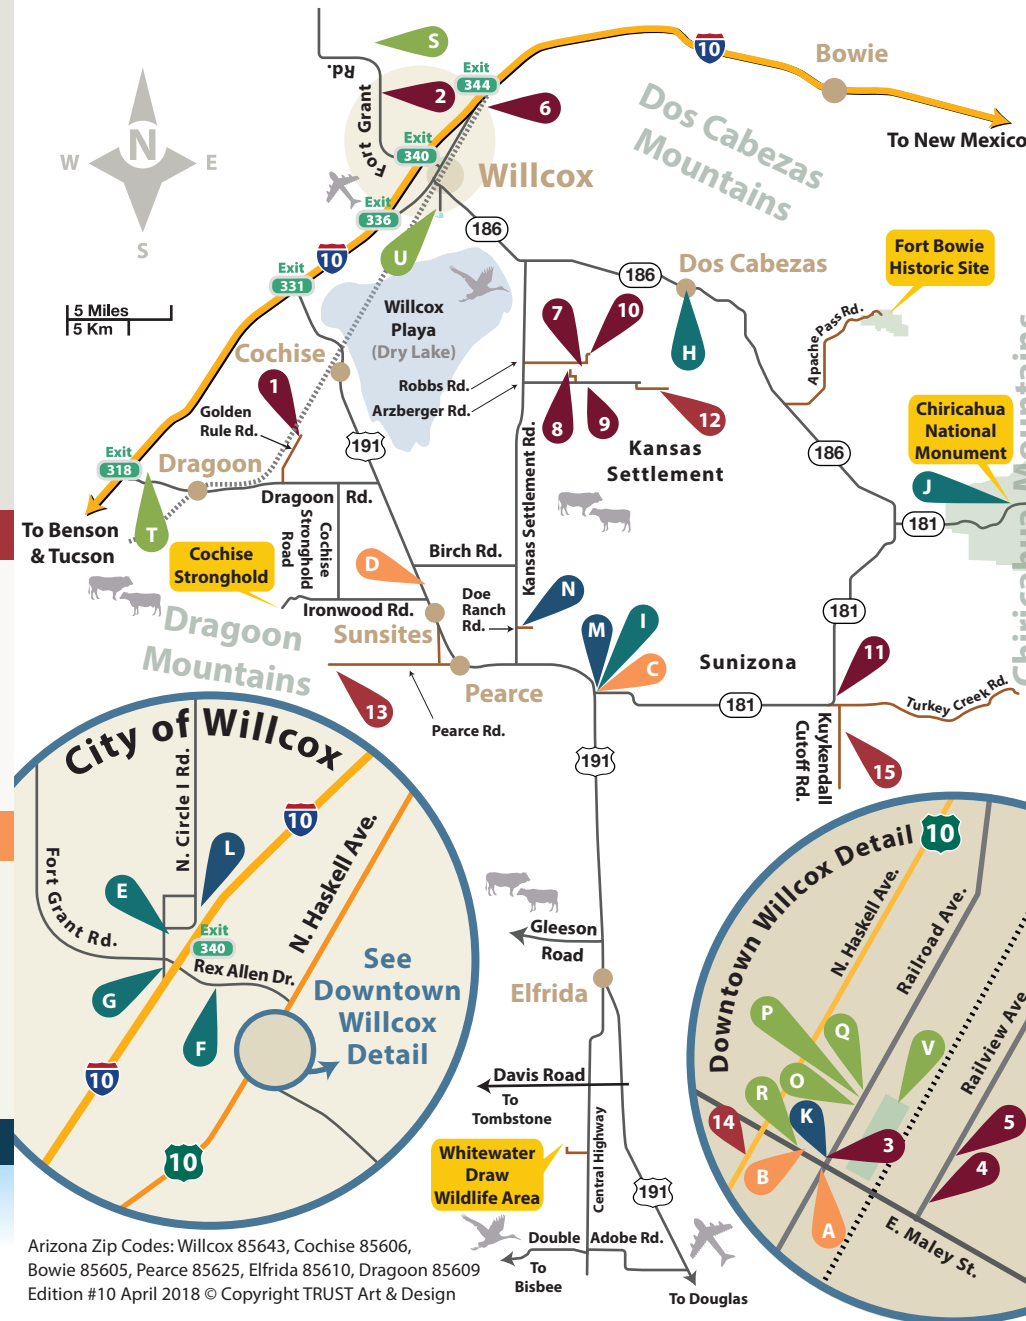 S
10
Bowie
Rd.
Exit
344
2
6
Fort Grant
Dos Cabezas
Mountains
To New Mexico
N
W
E
S
Exit
340
Willcox
Exit
336
186
U
10
Exit
331
186
Dos Cabezas
Fort Bowie
Historic Site
5 Miles
5 Km
Willcox
Playa
(Dry Lake)
7
10
H
Apache Pass Rd.
Cochise
Robbs Rd.
Arzberger Rd.
1
Golden
Rule Rd.
8
9
12
Chiricahua
National
Monument
191
Kansas
Settlement
186
Exit
318
Dragoon
J
Chiricahua Mountains
Dragoon
Rd.
Kansas Settlement Rd.
181
To Benson
& Tucson
T
Cochise
Stronghold
Road
Cochise
Stronghold
Birch Rd.
D
Doe
Ranch
Rd.
N
Ironwood Rd.
181
Dragoon
Mountains
Sunsites
M
I
C
Sunizona
11
Pearce
181
Turkey Creek Rd.
13
Pearce Rd.
Kuykendall
Cutoff Rd.
15
191
City of Willcox
N. Circle I Rd.
10
N. Haskell Ave.
L
Fort Grant Rd.
E
Exit
340
Rex Allen Dr.
G
F
See
Downtown
Willcox
Detail
10
10
Gleeson
Road
Elfrida
Davis Road
To
Tombstone
Central Highway
Whitewater
Draw
Wildlife Area
191
Double
Adobe Rd.
To
Bisbee
To Douglas
Downtown Willcox Detail
10
N. Haskell Ave.
Railroad Ave.
Railview Ave
P
Q
V
O
R
K
14
3
5
B
4
A
E. Maley St.
Arizona Zip Codes: Willcox 85643, Cochise 85606,
Bowie 85605, Pearce 85625, Elfrida 85610, Dragoon 85609
Edition #10 April 2018 © Copyright TRUST Art & Design